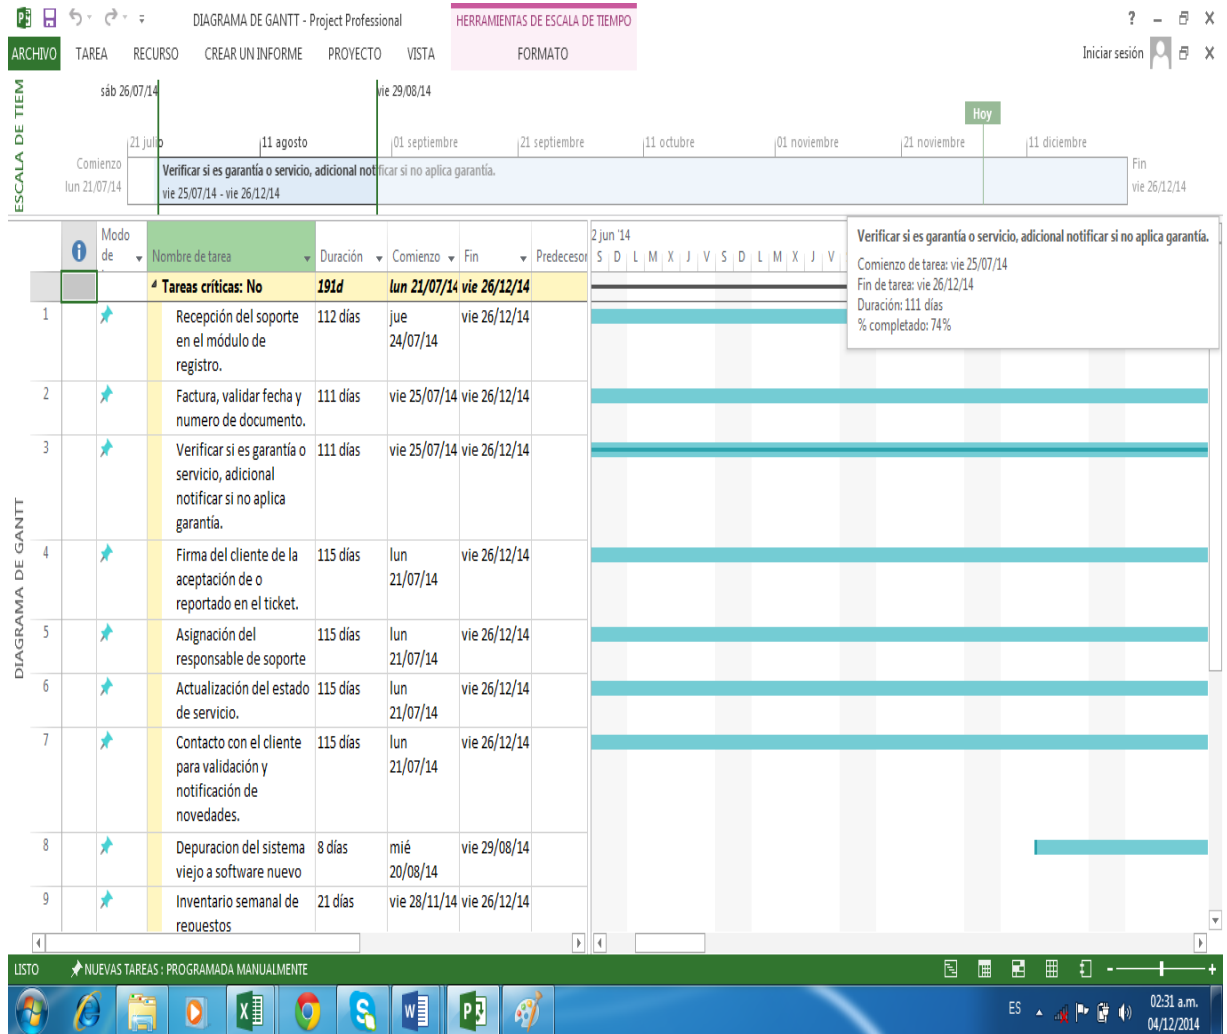 DIAGRAMA DE GANTT - Project Professional
HERRAMIENTAS DE ESCALA DE TIEMPO
ARCHIVO TAREA RECURSO CREAR UN INFORME PROYECTO VISTA FORMATO
Iniciar sesión
ESCALA DE TIEM
sáb 26/07/14 vie 29/08/14
Hoy
21 julio 11 agosto 01 septiembre 21 septiembre 11 octubre 01 noviembre 21 noviembre 11 diciembre
Comienzo
lun 21/07/14
Verificar si es garantía o servicio, adicional notificar si no aplica garantía.
vie 25/07/14 - vie 26/12/14
Fin
vie 26/12/14
Modo de
Nombre de tarea Duración Comienzo Fin Predecesor
2 jun '14
S D L M X J V S D L M X J V
Verificar si es garantía o servicio, adicional notificar si no aplica garantía.
Comienzo de tarea: vie 25/07/14
Fin de tarea: vie 26/12/14
Duración: 111 días
% completado: 74%
DIAGRAMA DE GANTT
Tareas críticas: No 191d lun 21/07/14 vie 26/12/14
1 Recepción del soporte 112 días jue vie 26/12/14
en el módulo de 24/07/14
registro.
2 Factura, validar fecha y 111 días vie 25/07/14 vie 26/12/14
numero de documento.
3 Verificar si es garantía o 111 días vie 25/07/14 vie 26/12/14
servicio, adicional
notificar si no aplica
garantía.
4 Firma del cliente de la 115 días lun vie 26/12/14
aceptación de o 21/07/14
reportado en el ticket.
5 Asignación del 115 días lun vie 26/12/14
responsable de soporte 21/07/14
6 Actualización del estado 115 días lun vie 26/12/14
de servicio. 21/07/14
7 Contacto con el cliente 115 días lun vie 26/12/14
para validación y 21/07/14
notificación de
novedades.
8 Depuracion del sistema 8 días mié vie 29/08/14
viejo a software nuevo 20/08/14
9 Inventario semanal de 21 días vie 28/11/14 vie 26/12/14
repuestos
LISTO NUEVAS TAREAS : PROGRAMADA MANUALMENTE
ES
02:31 a.m.
04/12/2014